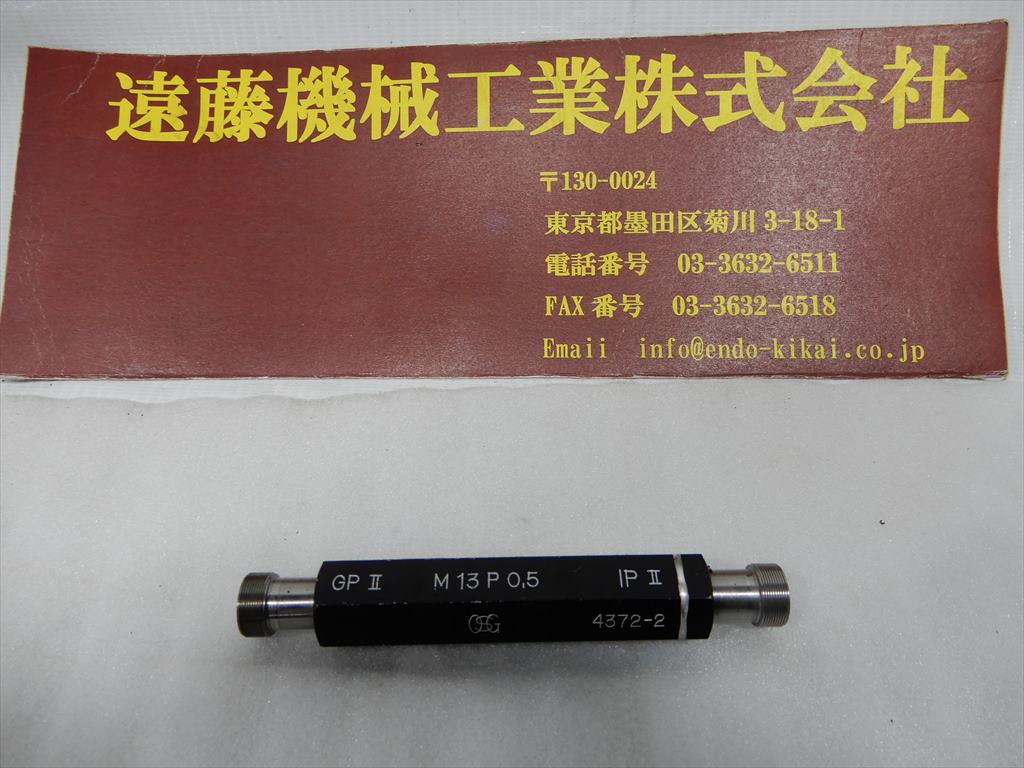 遠藤機械工業株式会社
〒130-0024
東京都墨田区菊川 3-18-1
電話番号 03-3632-6511
FAX 番号 03-3632-6518
Emaii info@endo-kikai.co.jp
GP II M 13 P 0,5 IP II
OSG 4372-2